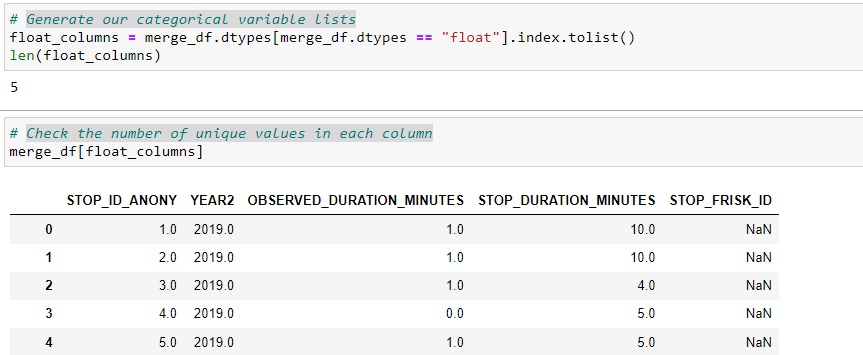 # Generate our categorical variable lists
float_columns = merge_df.dtypes[merge_df.dtypes == "float"].index.tolist()
len(float_columns)
5
# Check the number of unique values in each column
merge_df[float_columns]
STOP_ID_ANONY YEAR2 OBSERVED_DURATION_MINUTES STOP_DURATION_MINUTES STOP_FRISK_ID
0 1.0 2019.0 1.0 10.0 NaN
1 2.0 2019.0 1.0 10.0 NaN
2 3.0 2019.0 1.0 4.0 NaN
3 4.0 2019.0 0.0 5.0 NaN
4 5.0 2019.0 1.0 5.0 NaN